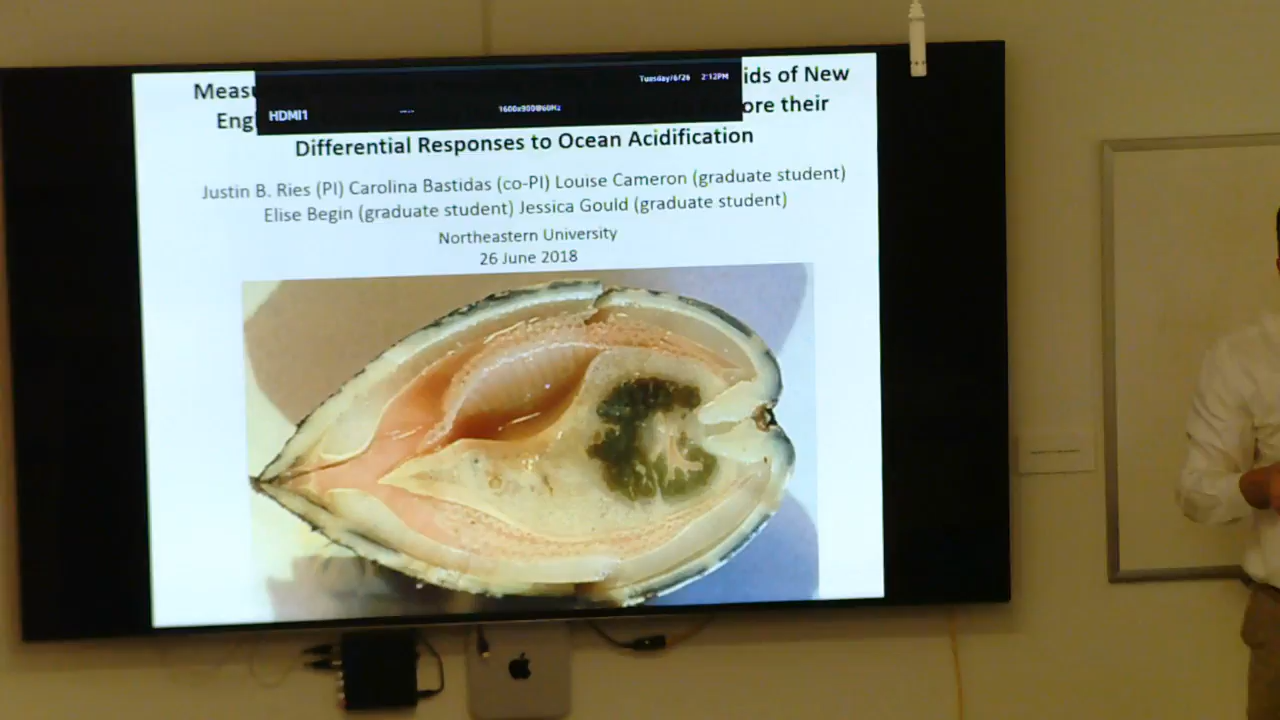 Measu ids of New
Tuesday/6/26 2:12PM
HDMI1 1600x900@60Hz
Eng ore their
Differential Responses to Ocean Acidification
Justin B. Ries (PI) Carolina Bastidas (co-PI) Louise Cameron (graduate student)
Elise Begin (graduate student) Jessica Gould (graduate student)
Northeastern University
26 June 2018